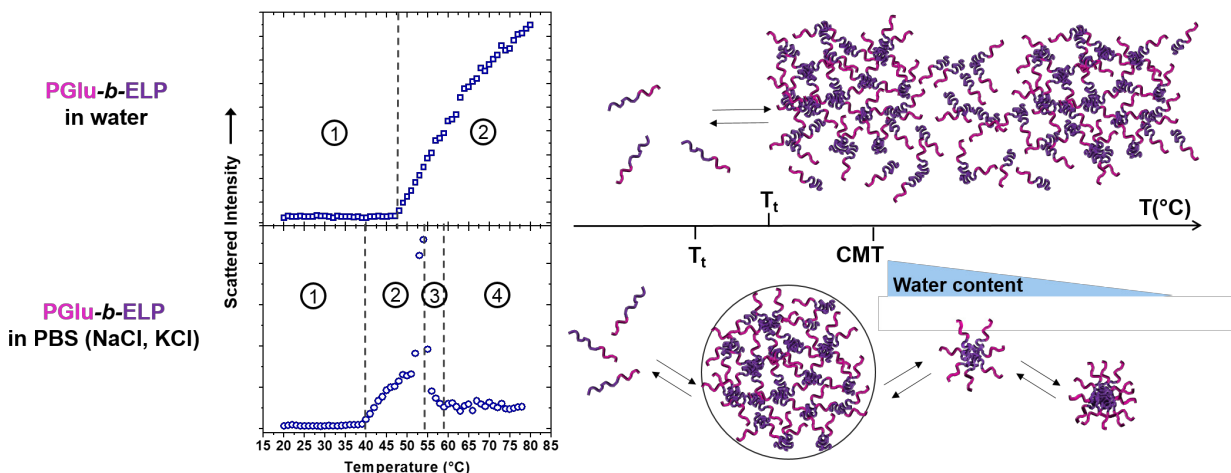 PGlu-b-ELP
in water
PGlu-b-ELP
in PBS (NaCl, KCl)
Scattered Intensity
1
2
1
2
3
4
15 20 25 30 35 40 45 50 55 60 65 70 75 80 85
Temperature (°C)
Tt
T(°C)
Tt
CMT
Water content